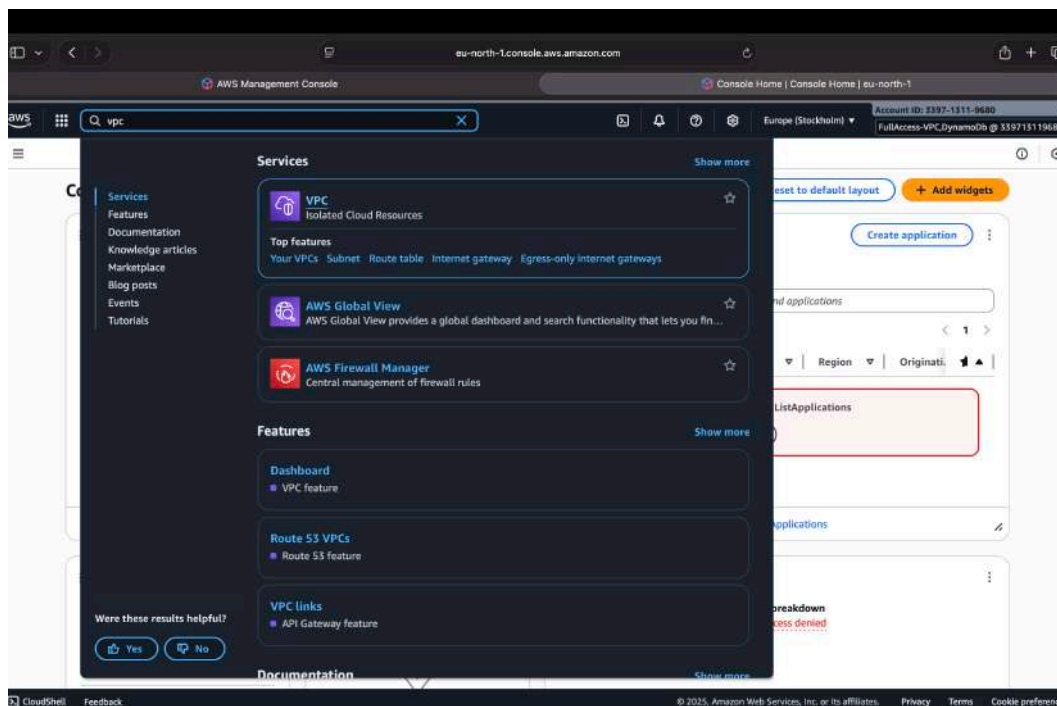 eu-north-1.console.aws.amazon.com
AWS Management Console
Console Home | Console Home | eu-north-1
aws
vpc
Europe (Stockholm)
Account ID: 3397-1311-9680
FullAccess-VPC,DynamoDb @ 33971311968
Services
Show more
reset to default layout
+ Add widgets
Services
Features
Documentation
Knowledge articles
Marketplace
Blog posts
Events
Tutorials
VPC
Isolated Cloud Resources
Top features
Your VPCs Subnet Route table Internet gateway Egress-only internet gateways
Create application
AWS Global View
AWS Global View provides a global dashboard and search functionality that lets you fin...
nd applications
1
AWS Firewall Manager
Central management of firewall rules
Region
Originati.
ListApplications
Features
Show more
Dashboard
VPC feature
Route 53 VPCs
Route 53 feature
pplications
VPC links
API Gateway feature
breakdown
cess denied
Were these results helpful?
Yes
No
Documentation
Show more
CloudShell Feedback
© 2025, Amazon Web Services, Inc. or its affiliates. Privacy Terms Cookie preferen